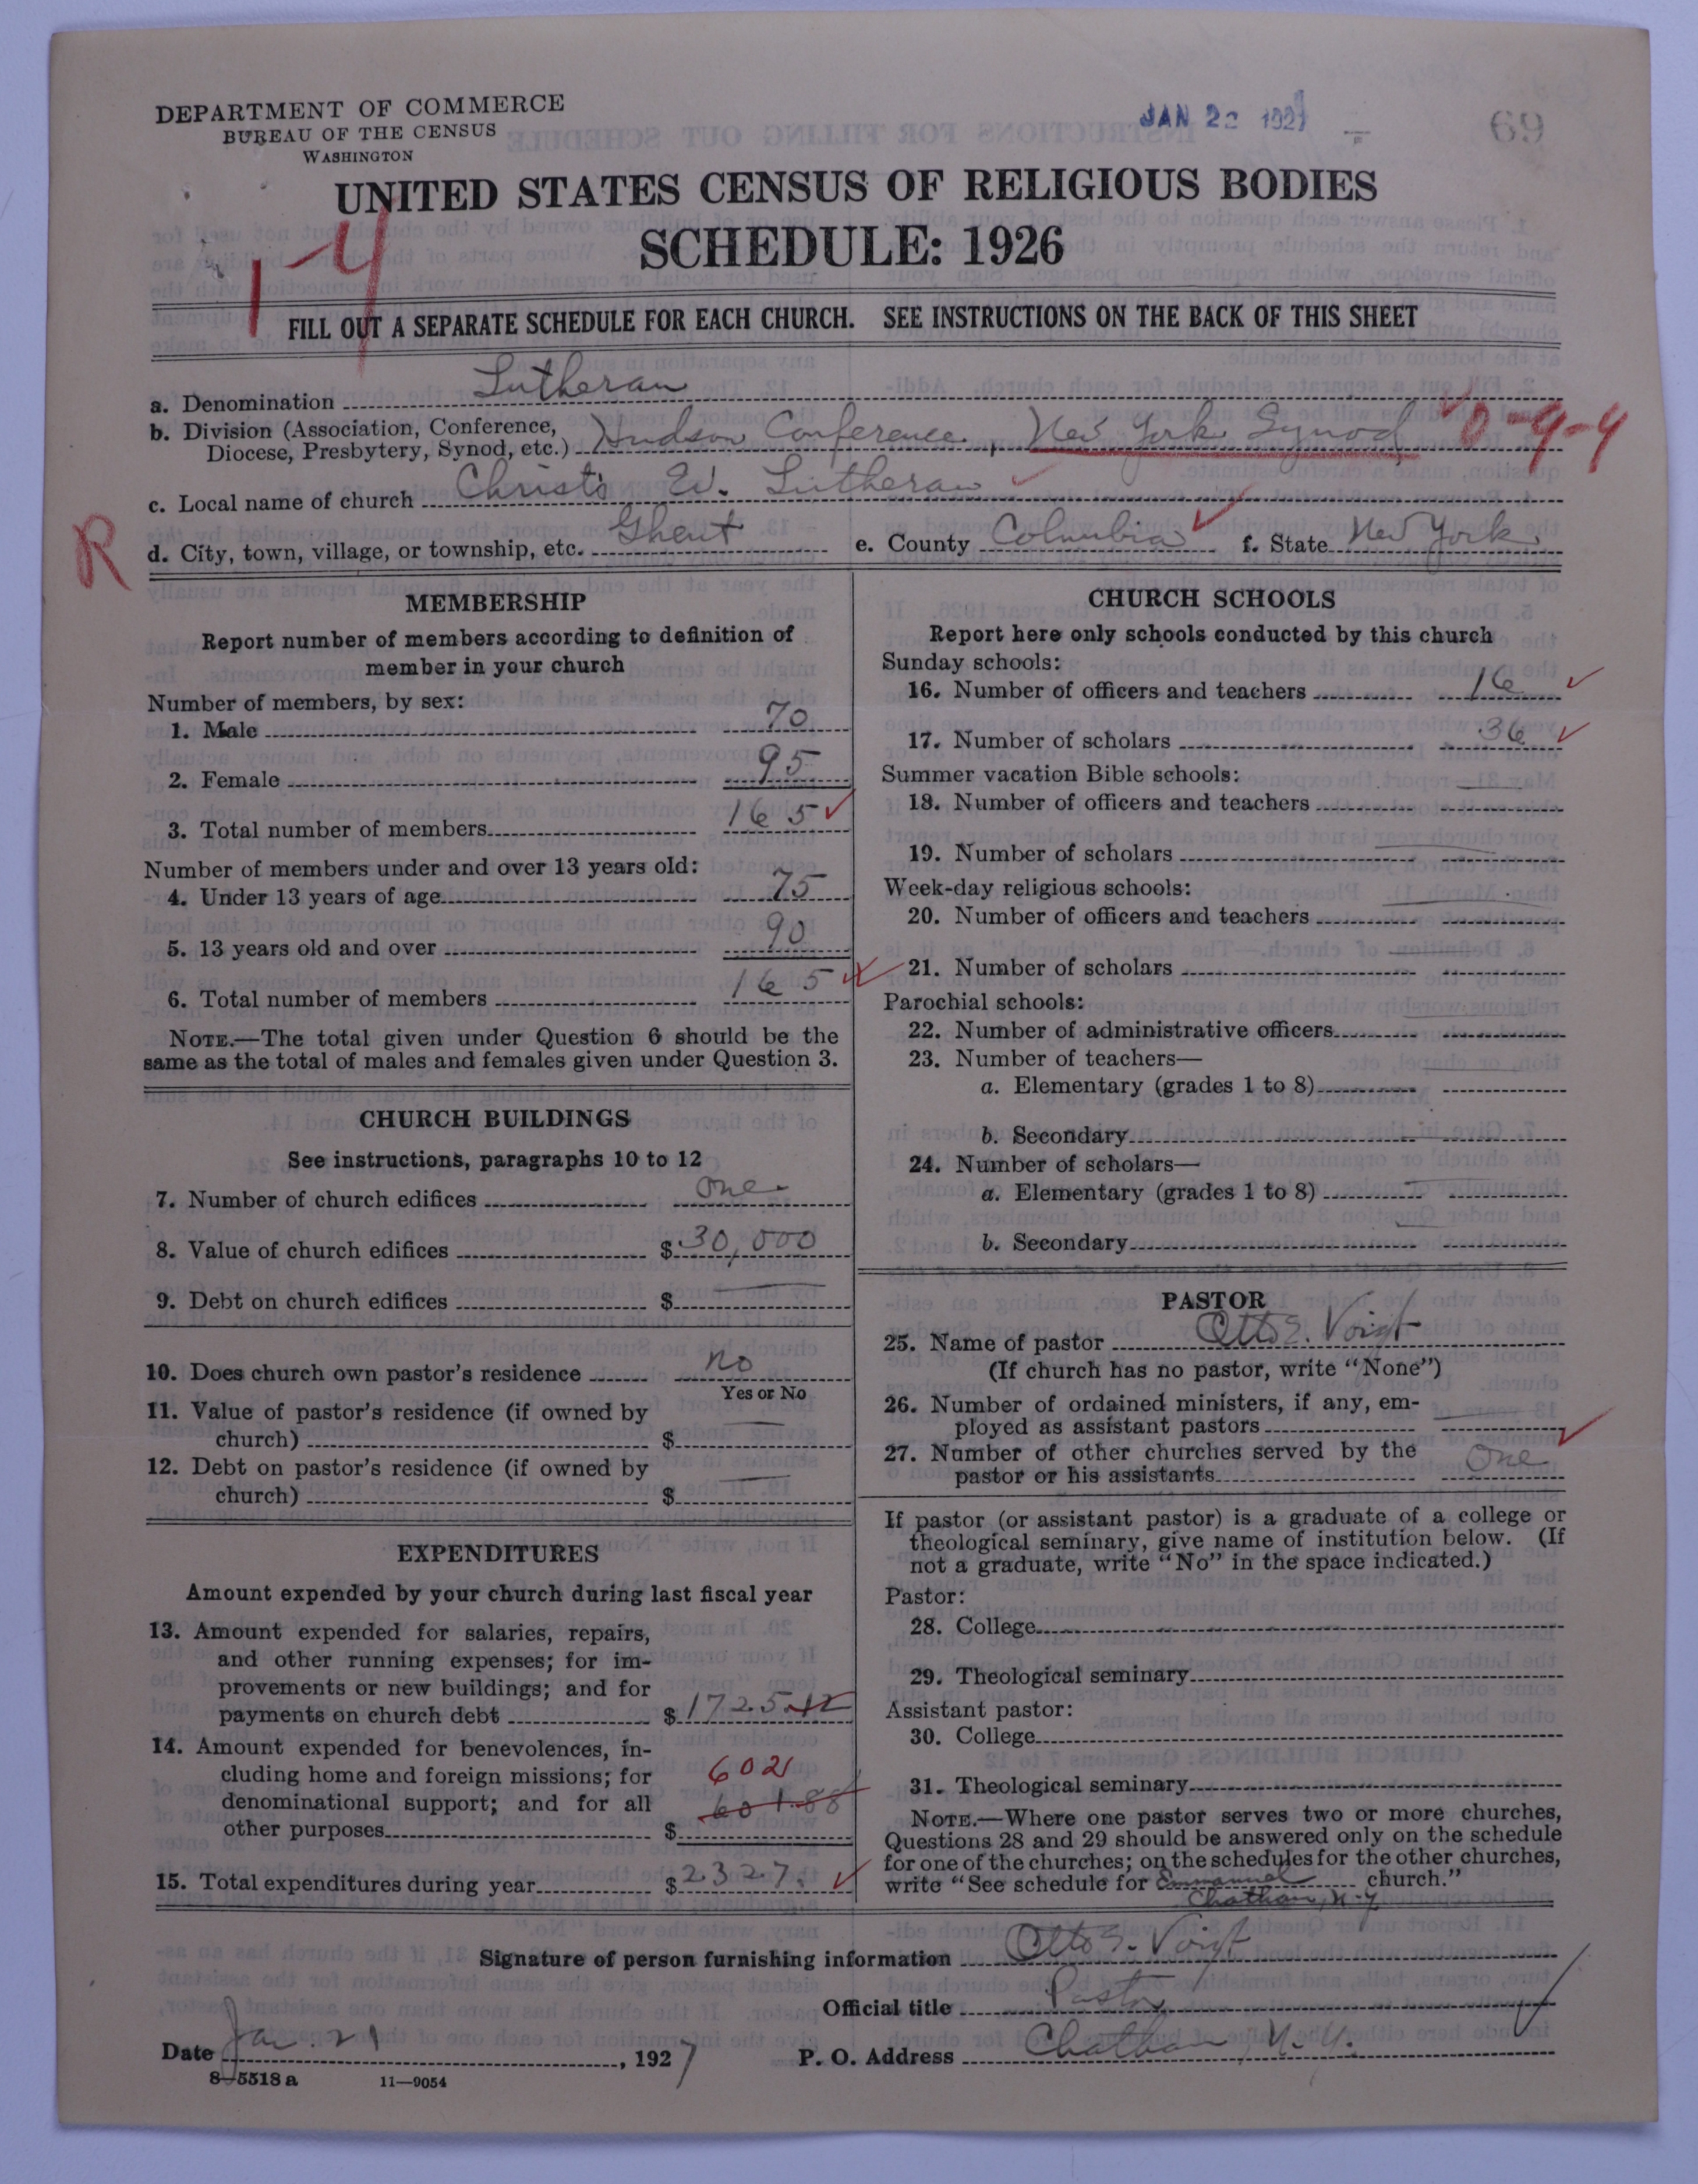 DEPARTMENT OF COMMERCE
BUREAU OF THE CENSUS
WASHINGTON
JAN 22 1927
69
UNITED STATES CENSUS OF RELIGIOUS BODIES
SCHEDULE: 1926
1-4
FILL OUT A SEPARATE SCHEDULE FOR EACH CHURCH. SEE INSTRUCTIONS ON THE BACK OF THIS SHEET
a. Denomination Lutheran
b. Division (Association, Conference,
Diocese, Presbytery, Synod, etc.) Hudson Conference, New York Synod 0-9-4
c. Local name of church Christ's Ev. Lutheran
R
d. City, town, village, or township, etc. Ghent e. County Columbia f. State New York
MEMBERSHIP
Report number of members according to definition of
member in your church
Number of members, by sex:
1. Male 70
2. Female 95
3. Total number of members 165
Number of members under and over 13 years old:
4. Under 13 years of age 75
5. 13 years old and over 90
6. Total number of members 165
NOTE.—The total given under Question 6 should be the
same as the total of males and females given under Question 3.
CHURCH BUILDINGS
See instructions, paragraphs 10 to 12
7. Number of church edifices One
8. Value of church edifices $30,000
9. Debt on church edifices $
10. Does church own pastor's residence No
Yes or No
11. Value of pastor's residence (if owned by
church) $
12. Debt on pastor's residence (if owned by
church) $
EXPENDITURES
Amount expended by your church during last fiscal year
13. Amount expended for salaries, repairs,
and other running expenses; for im-
provements or new buildings; and for
payments on church debt $1725.12
14. Amount expended for benevolences, in-
cluding home and foreign missions; for 602
denominational support; and for all 601.88
other purposes $
15. Total expenditures during year $2327.
CHURCH SCHOOLS
Report here only schools conducted by this church
Sunday schools:
16. Number of officers and teachers 16
17. Number of scholars 36
Summer vacation Bible schools:
18. Number of officers and teachers
19. Number of scholars
Week-day religious schools:
20. Number of officers and teachers
21. Number of scholars
Parochial schools:
22. Number of administrative officers
23. Number of teachers—
a. Elementary (grades 1 to 8)
b. Secondary
24. Number of scholars—
a. Elementary (grades 1 to 8)
b. Secondary
PASTOR
25. Name of pastor Otto E. Voigt
(If church has no pastor, write "None")
26. Number of ordained ministers, if any, em-
ployed as assistant pastors
27. Number of other churches served by the
pastor or his assistants One
If pastor (or assistant pastor) is a graduate of a college or
theological seminary, give name of institution below. (If
not a graduate, write "No" in the space indicated.)
Pastor:
28. College
29. Theological seminary
Assistant pastor:
30. College
31. Theological seminary
NOTE.—Where one pastor serves two or more churches,
Questions 28 and 29 should be answered only on the schedule
for one of the churches; on the schedules for the other churches,
write "See schedule for Emmanuel church."
Chatham, N-Y
Signature of person furnishing information Otto E. Voigt
Official title Pastor
Date Jan. 21, 1927 P. O. Address Chatham, N.Y.
8-5518 a 11—9054